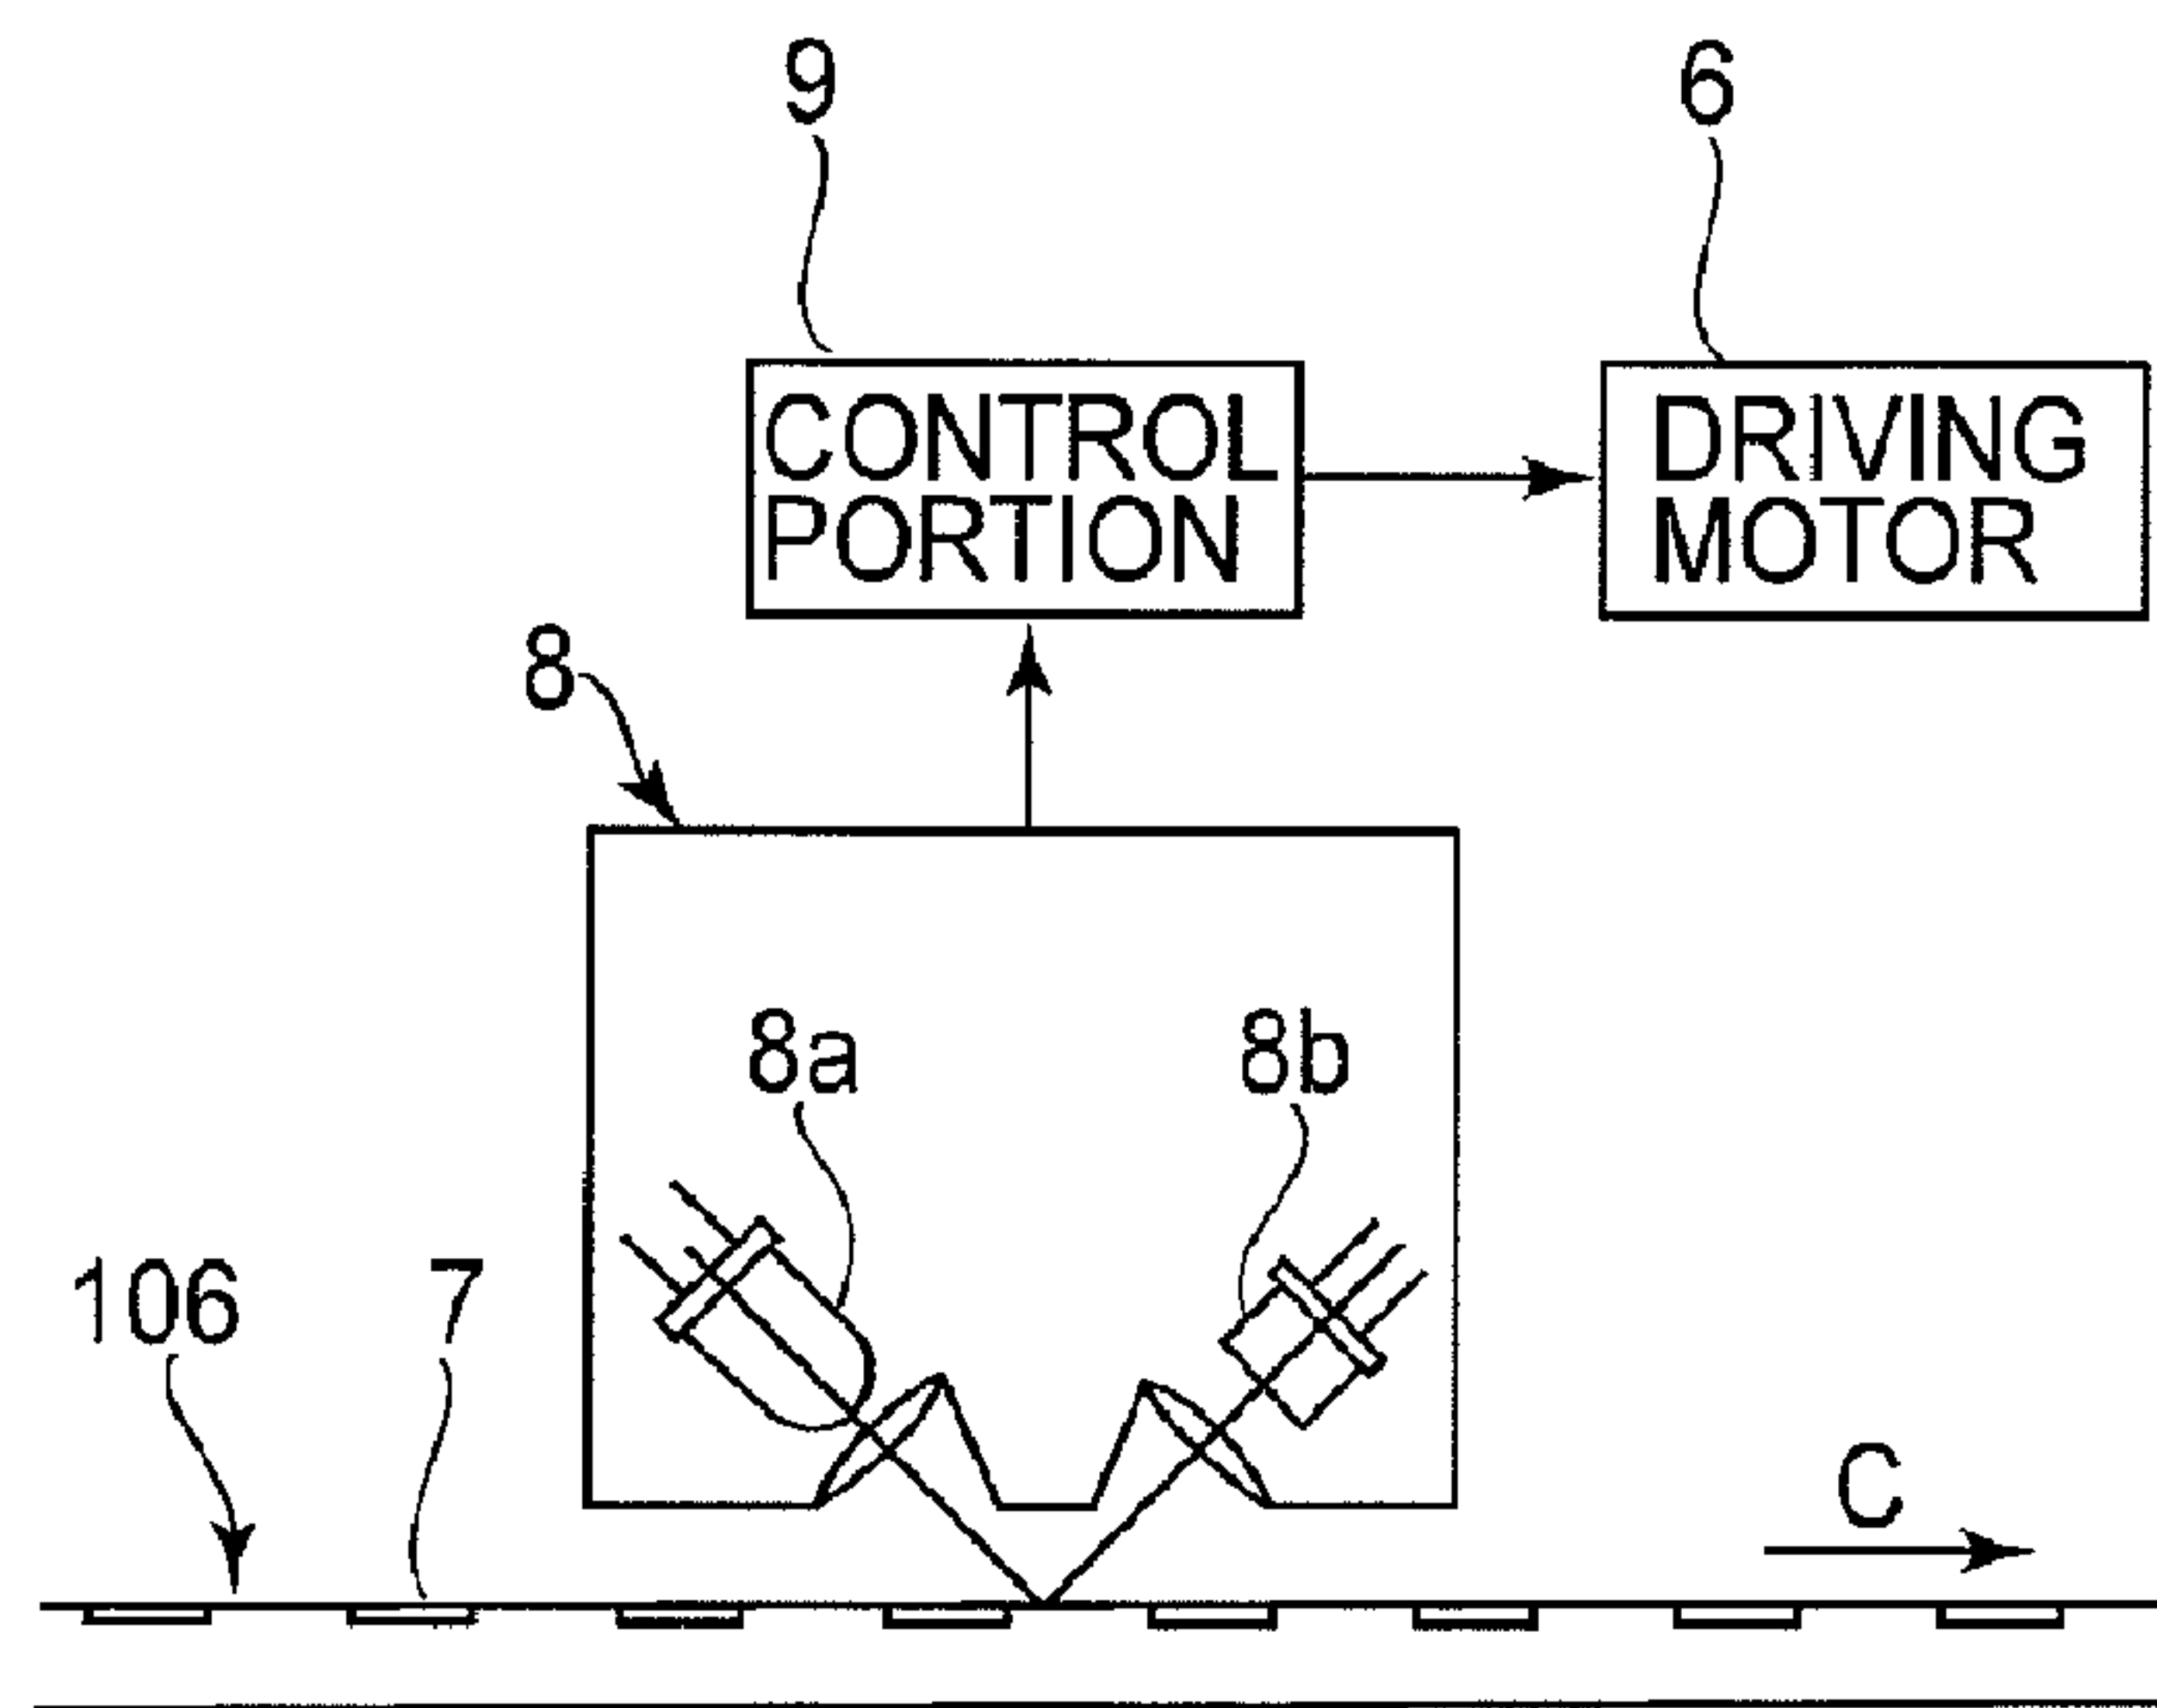 9
6
CONTROL
PORTION
DRIVING
MOTOR
8
8a
8b
106
7
C